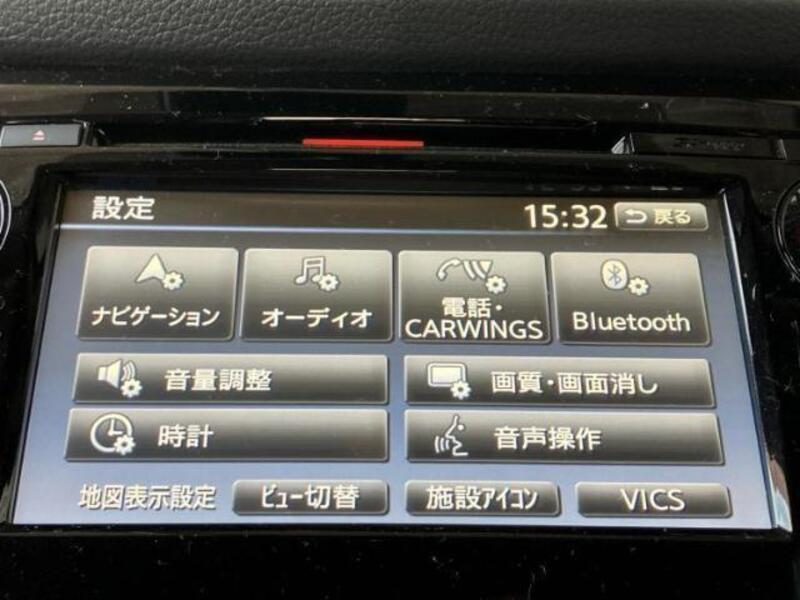 設定
15:32
戻る
ナビゲーション
オーディオ
電話・
CARWINGS
Bluetooth
音量調整
画質・画面消し
時計
音声操作
地図表示設定
ビュー切替
施設アイコン
VICS